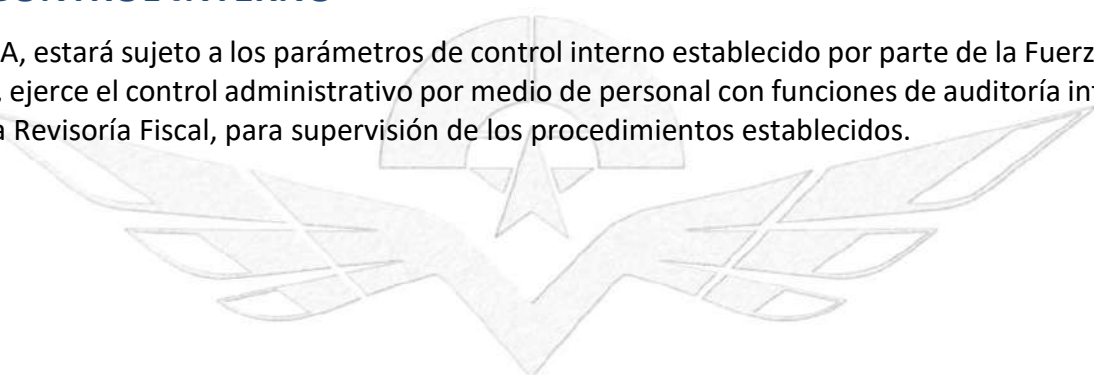 CONTROL INTERNO
A, estará sujeto a los parámetros de control interno establecido por parte de la Fuerz
, ejerce el control administrativo por medio de personal con funciones de auditoría in
a Revisoría Fiscal, para supervisión de los procedimientos establecidos.